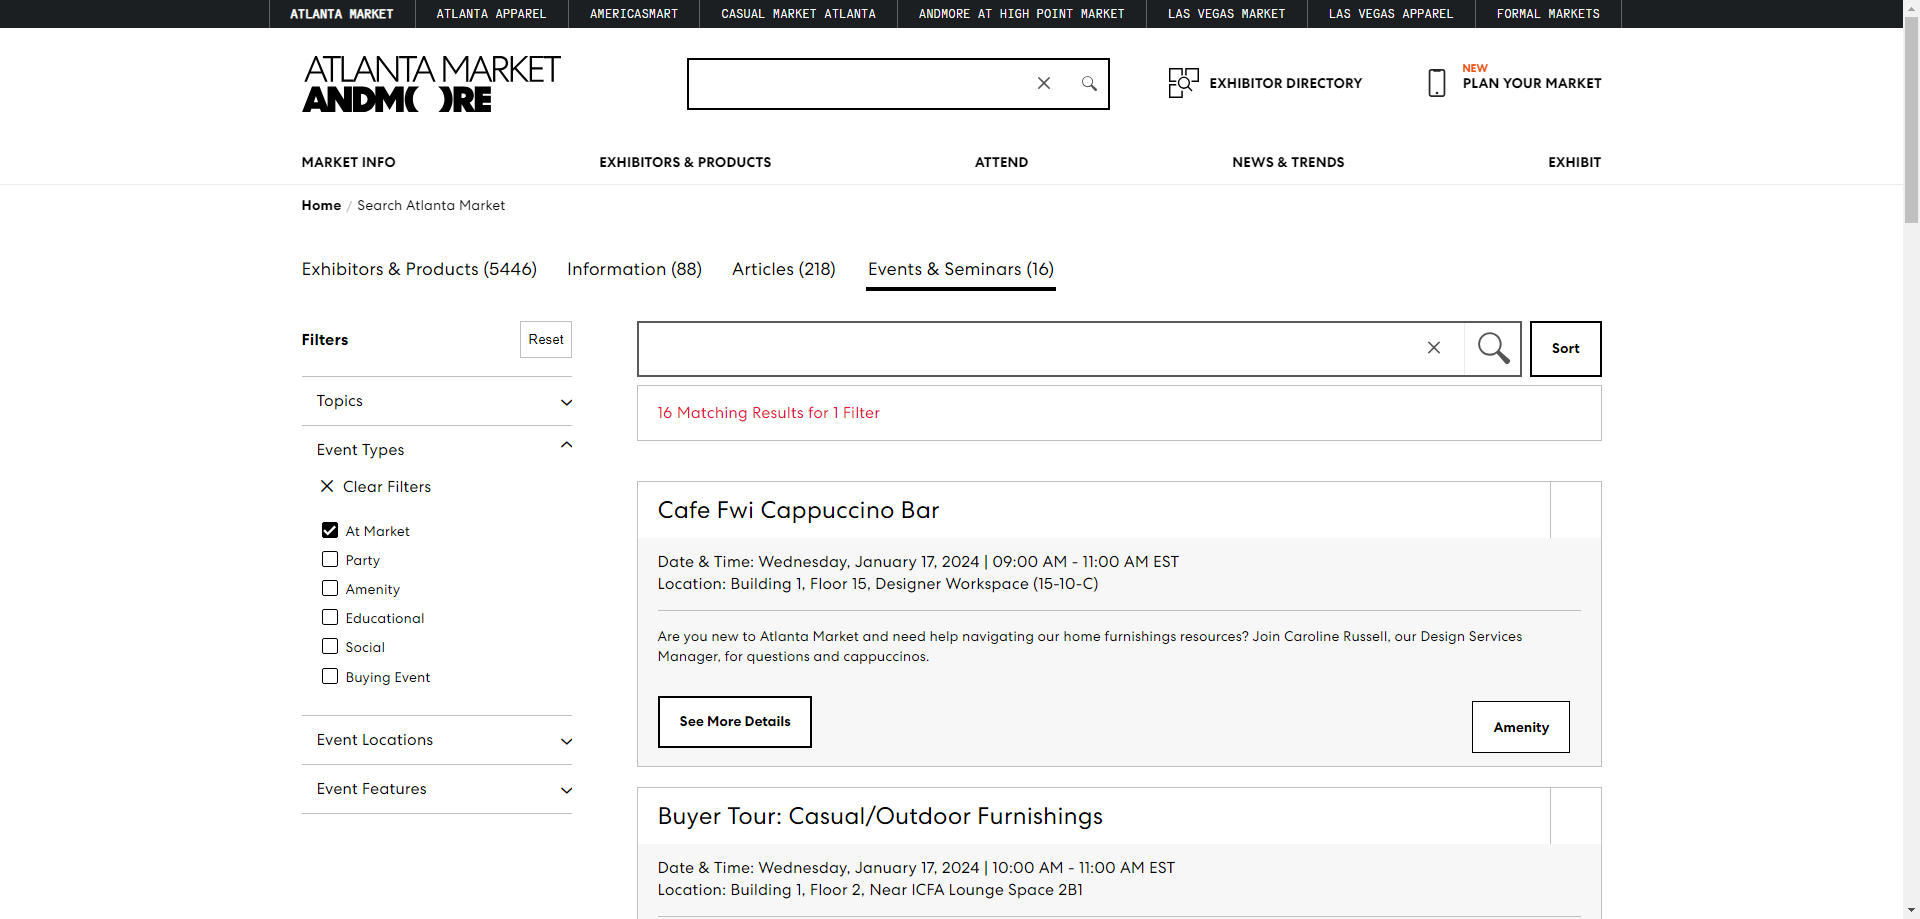 ATLANTA MARKET
ATLANTA APPAREL
AMERICASMART
CASUAL MARKET ATLANTA
ANDMORE AT HIGH POINT MARKET
LAS VEGAS MARKET
LAS VEGAS APPAREL
FORMAL MARKETS
ATLANTA MARKET
ANDMORE
EXHIBITOR DIRECTORY
NEW
PLAN YOUR MARKET
MARKET INFO
EXHIBITORS & PRODUCTS
ATTEND
NEWS & TRENDS
EXHIBIT
Home / Search Atlanta Market
Exhibitors & Products (5446)
Information (88)
Articles (218)
Events & Seminars (16)
Filters
Reset
Topics
Event Types
Clear Filters
At Market
Party
Amenity
Educational
Social
Buying Event
Event Locations
Event Features
Sort
16 Matching Results for 1 Filter
Cafe Fwi Cappuccino Bar
Date & Time: Wednesday, January 17, 2024 | 09:00 AM - 11:00 AM EST
Location: Building 1, Floor 15, Designer Workspace (15-10-C)
Are you new to Atlanta Market and need help navigating our home furnishings resources? Join Caroline Russell, our Design Services
Manager, for questions and cappuccinos.
See More Details
Amenity
Buyer Tour: Casual/Outdoor Furnishings
Date & Time: Wednesday, January 17, 2024 | 10:00 AM - 11:00 AM EST
Location: Building 1, Floor 2, Near ICFA Lounge Space 2B1